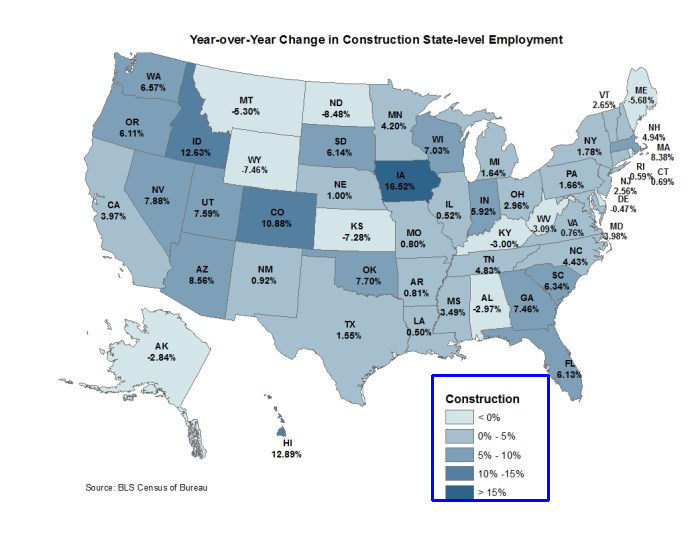 Year-over-Year Change in Construction State-level Employment
WA
6.57%
MT
-5.30%
ND
-8.48%
MN
4.20%
VT
2.65%
ME
-5.68%
OR
6.11%
ID
12.63%
SD
6.14%
WI
7.03%
MI
1.64%
NY
1.78%
NH
4.94%
MA
8.38%
WY
-7.46%
IA
16.52%
RI
0.59%
CT
0.69%
NE
1.00%
PA
1.66%
NJ
2.56%
DE
-0.47%
NV
7.88%
UT
7.59%
CO
10.88%
IL
0.52%
IN
5.92%
OH
2.96%
CA
3.97%
KS
-7.28%
MO
0.80%
KY
-3.00%
WV
-3.09%
VA
0.76%
MD
3.98%
AZ
8.56%
NM
0.92%
OK
7.70%
AR
0.81%
TN
4.83%
NC
4.43%
SC
6.34%
MS
3.49%
AL
-2.97%
GA
7.46%
TX
1.55%
LA
0.50%
AK
-2.84%
FL
6.13%
HI
12.89%
Construction
< 0%
0% - 5%
5% - 10%
10% -15%
> 15%
Source: BLS Census of Bureau